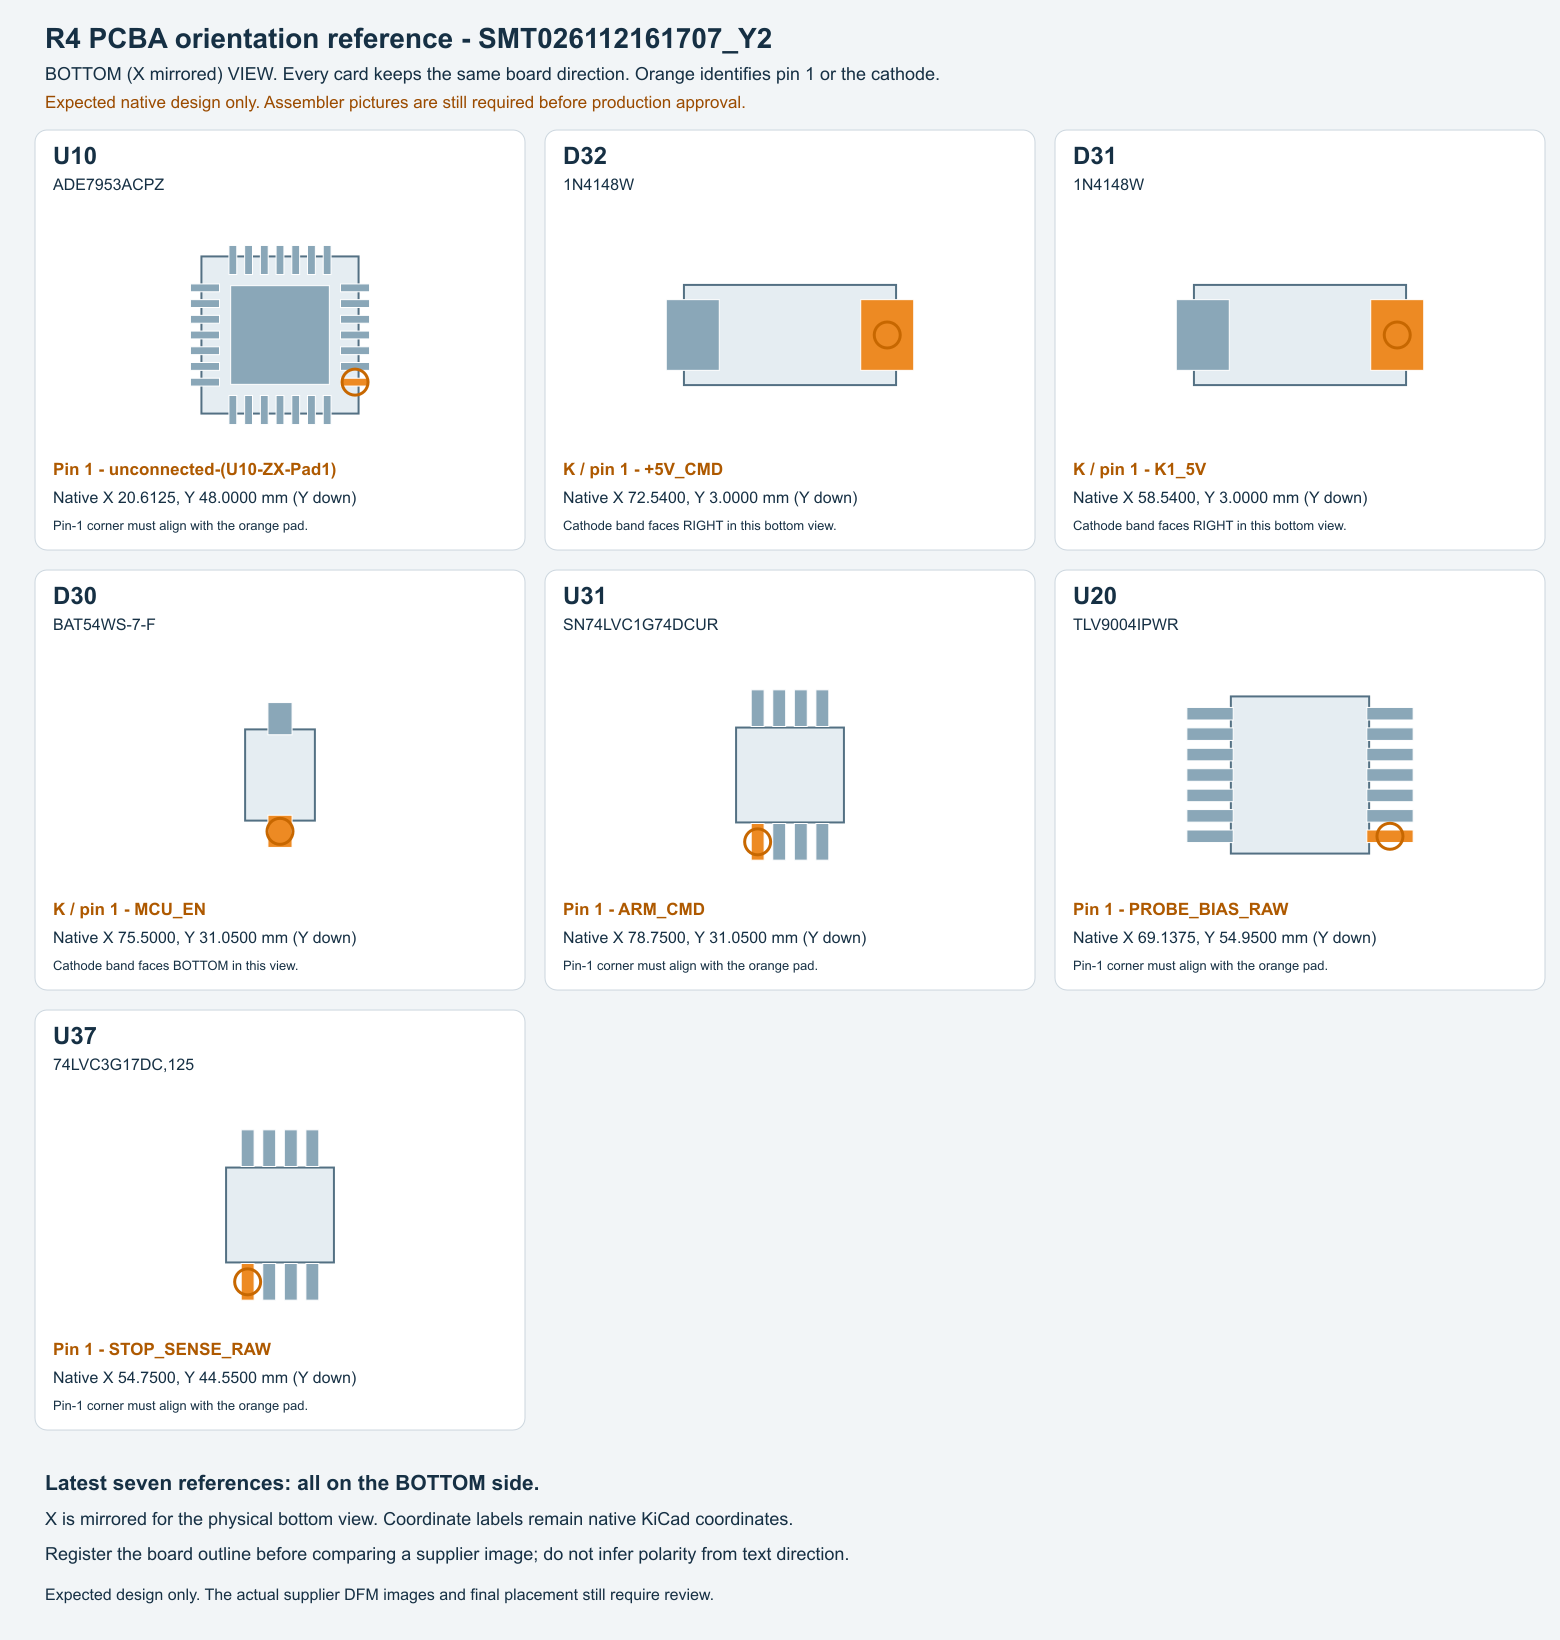 R4 PCBA orientation reference - SMT026112161707_Y2
BOTTOM (X mirrored) VIEW. Every card keeps the same board direction. Orange identifies pin 1 or the cathode.
Expected native design only. Assembler pictures are still required before production approval.
U10
ADE7953ACPZ
Pin 1 - unconnected-(U10-ZX-Pad1)
Native X 20.6125, Y 48.0000 mm (Y down)
Pin-1 corner must align with the orange pad.
D32
1N4148W
K / pin 1 - +5V_CMD
Native X 72.5400, Y 3.0000 mm (Y down)
Cathode band faces RIGHT in this bottom view.
D31
1N4148W
K / pin 1 - K1_5V
Native X 58.5400, Y 3.0000 mm (Y down)
Cathode band faces RIGHT in this bottom view.
D30
BAT54WS-7-F
K / pin 1 - MCU_EN
Native X 75.5000, Y 31.0500 mm (Y down)
Cathode band faces BOTTOM in this view.
U31
SN74LVC1G74DCUR
Pin 1 - ARM_CMD
Native X 78.7500, Y 31.0500 mm (Y down)
Pin-1 corner must align with the orange pad.
U20
TLV9004IPWR
Pin 1 - PROBE_BIAS_RAW
Native X 69.1375, Y 54.9500 mm (Y down)
Pin-1 corner must align with the orange pad.
U37
74LVC3G17DC,125
Pin 1 - STOP_SENSE_RAW
Native X 54.7500, Y 44.5500 mm (Y down)
Pin-1 corner must align with the orange pad.
Latest seven references: all on the BOTTOM side.
X is mirrored for the physical bottom view. Coordinate labels remain native KiCad coordinates.
Register the board outline before comparing a supplier image; do not infer polarity from text direction.
Expected design only. The actual supplier DFM images and final placement still require review.